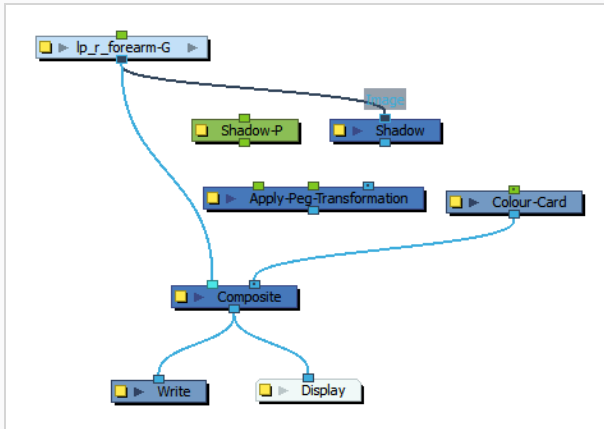 lp_r_forearm-G
Image
Shadow-P
Shadow
Apply-Peg-Transformation
Colour-Card
Composite
Write
Display